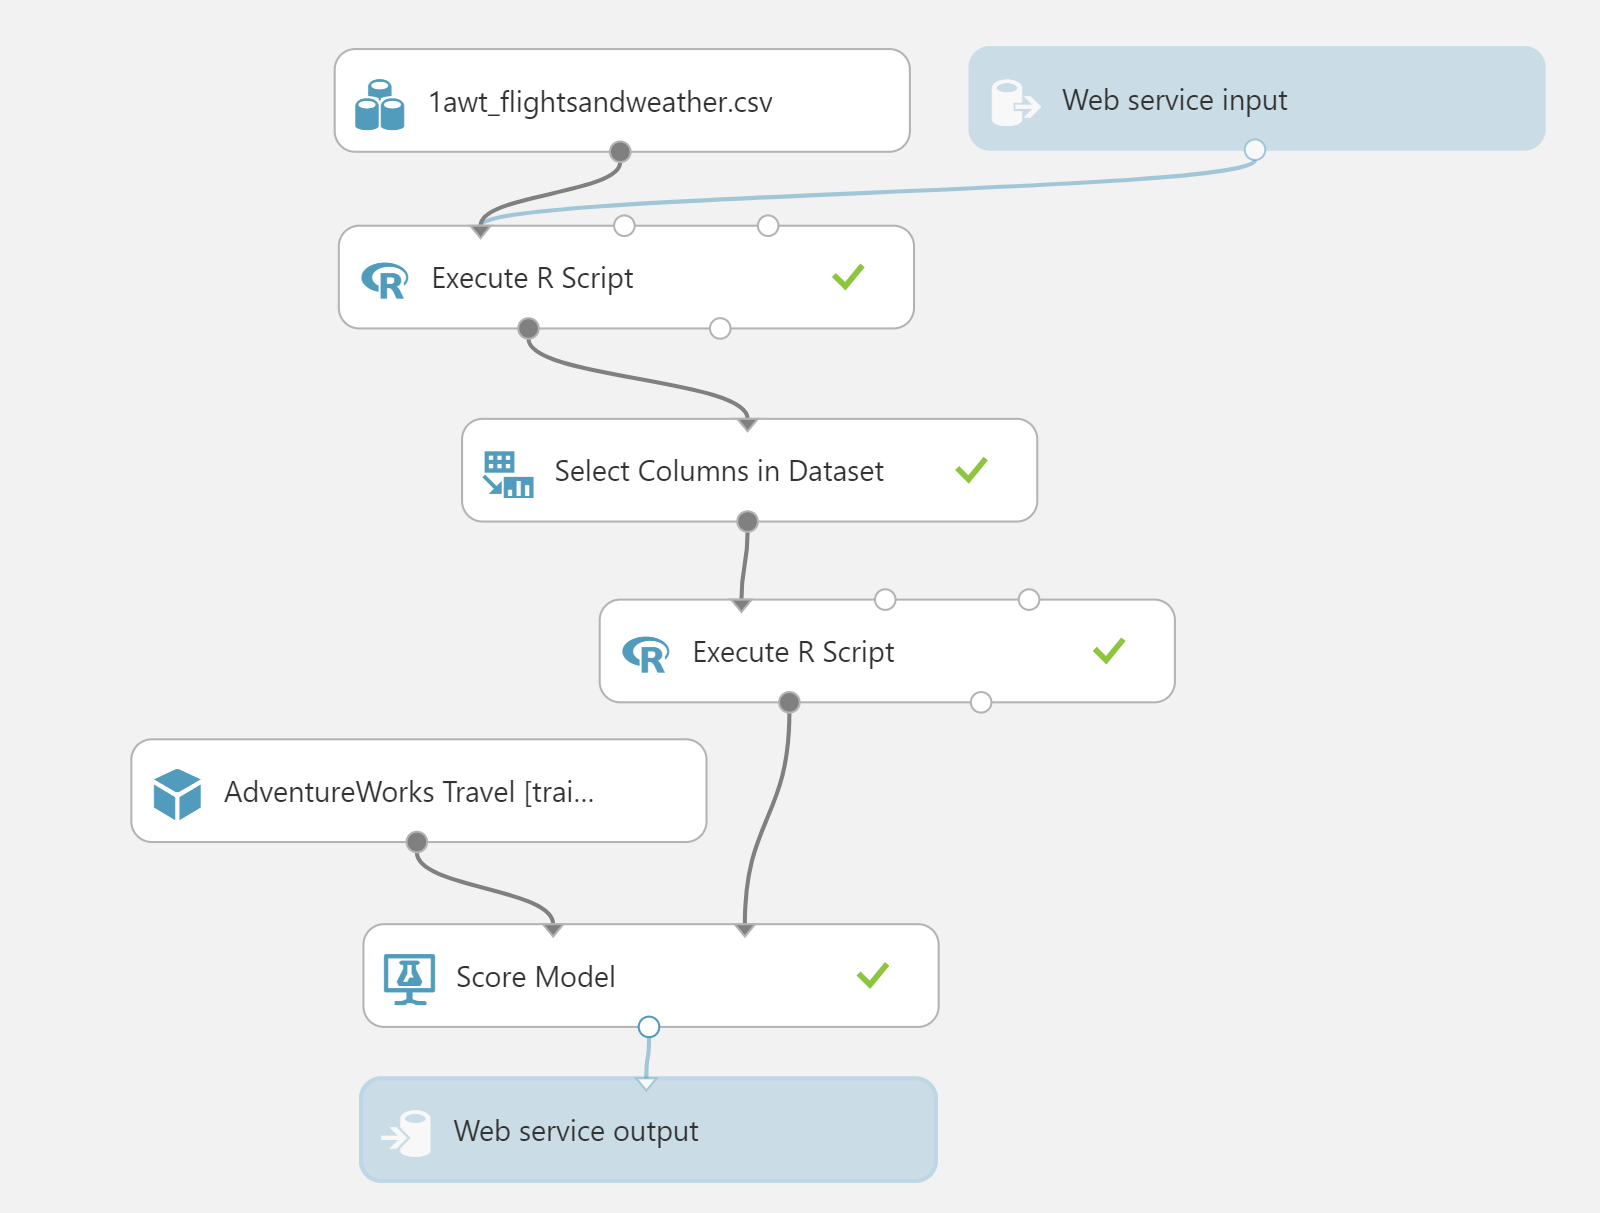 1awt_flightsandweather.csv
Web service input
Execute R Script
Select Columns in Dataset
Execute R Script
AdventureWorks Travel [trai...
Score Model
Web service output